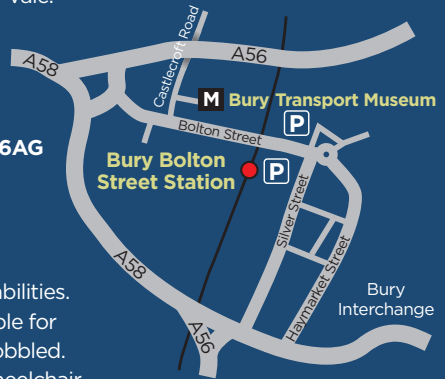 vale.
A58
Castlecroft Road
A56
M Bury Transport Museum
P
Bolton Street
6AG
Bury Bolton
Street Station
P
Silver Street
Haymarket Street
A58
abilities.
ble for
obbled.
heelchair
Bury
Interchange
A56